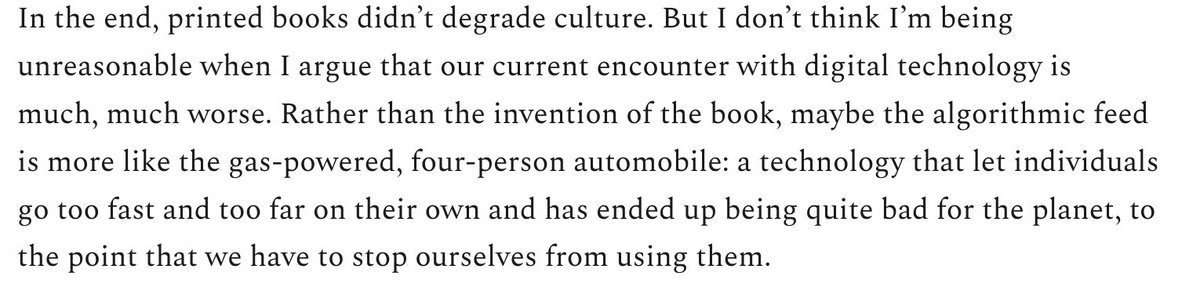 In the end, printed books didn’t degrade culture. But I don’t think I’m being
unreasonable when I argue that our current encounter with digital technology is
much, much worse. Rather than the invention of the book, maybe the algorithmic feed
is more like the gas-powered, four-person automobile: a technology that let individuals
go too fast and too far on their own and has ended up being quite bad for the planet, to
the point that we have to stop ourselves from using them.